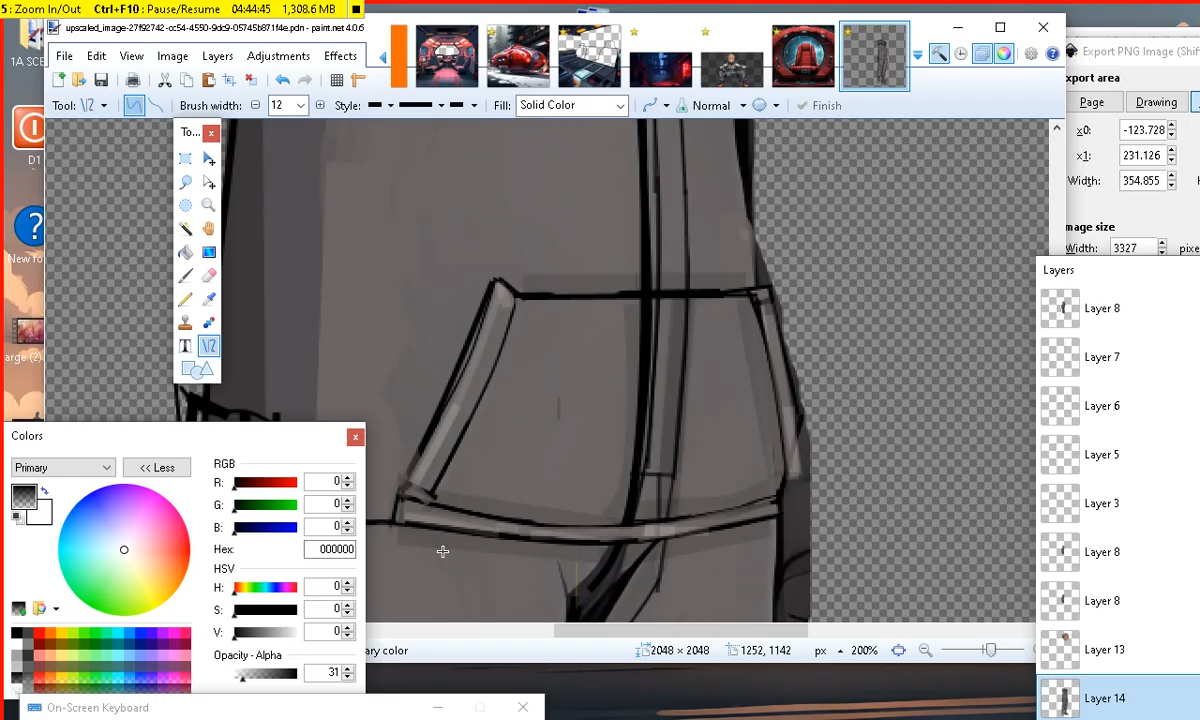 5 : Zoom In/Out    Ctrl+F10 : Pause/Resume    1,308.6 MB    04:44:45
upscaled_image-27f92742-cc54-4550-9dc9-05745b871f4e.pdn - paint.net 4.0.6
1A SCE
File Edit View Image Layers Adjustments Effects
Tool: Brush width: 12 Style: Fill: Solid Color Normal Finish
To...
D1
New fo
arge (2)
Export PNG Image (Shif
xport area
Page Drawing
x0: -123.728
x1: 231.126
Width: 354.855
mage size
Width: 3327 pixe
Layers
Layer 8
Layer 7
Layer 6
Layer 5
Layer 3
Layer 8
Layer 8
Layer 13
Layer 14
Colors
Primary << Less
RGB
R: 0
G: 0
B: 0
Hex: 000000
HSV
H: 0
S: 0
V: 0
Opacity - Alpha
31
ary color 2048 × 2048 1252, 1142 px 200%
On-Screen Keyboard